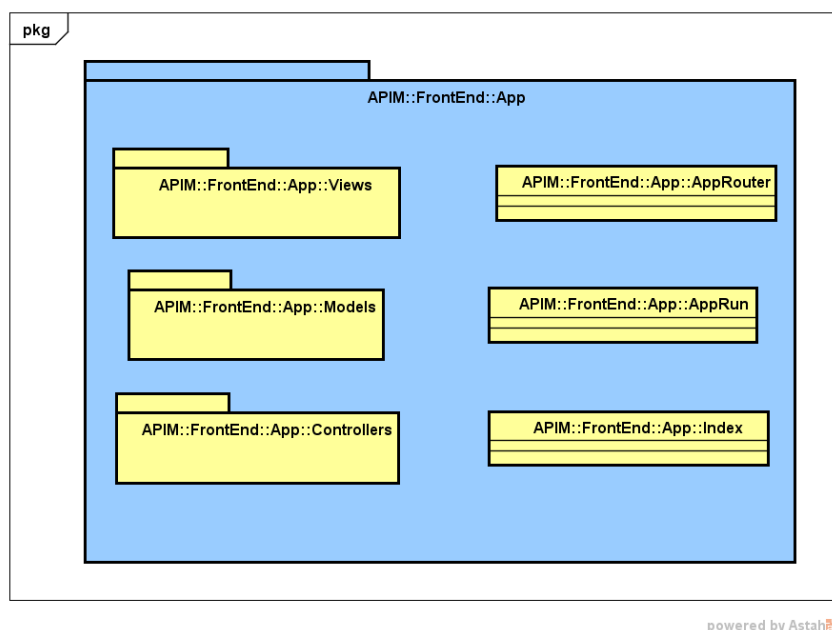 pkg
APIM::FrontEnd::App
APIM::FrontEnd::App::Views
APIM::FrontEnd::App::AppRouter
APIM::FrontEnd::App::Models
APIM::FrontEnd::App::AppRun
APIM::FrontEnd::App::Controllers
APIM::FrontEnd::App::Index
powered by Astah